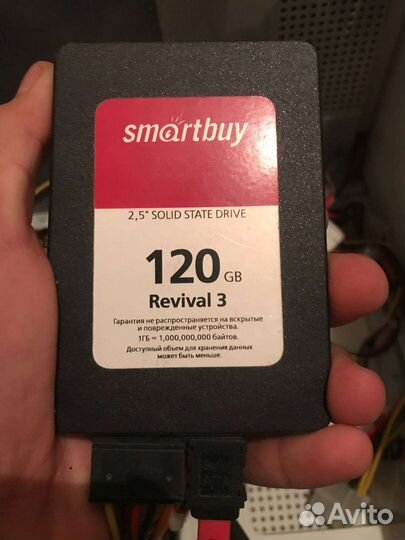 smartbuy
2,5" SOLID STATE DRIVE
120 GB
Revival 3
Гарантия не распространяется на вскрытые
и поврежденные устройства.
1ГБ = 1,000,000,000 байтов.
Доступный объем для хранения данных
может быть меньше.
Avito